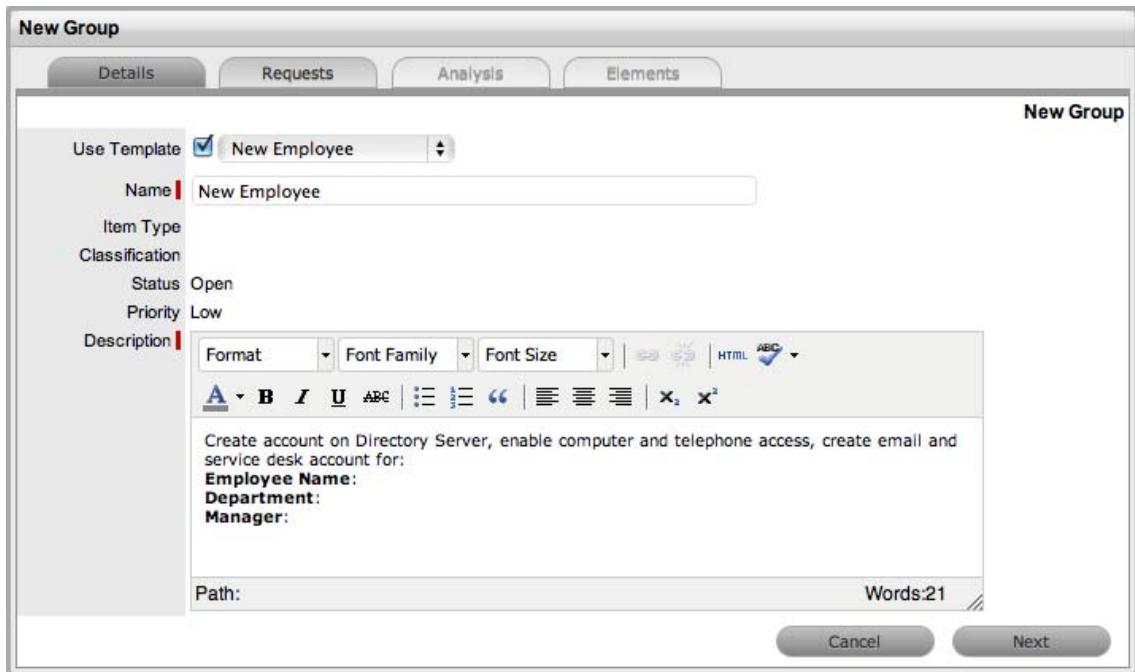 New Group
Details Requests Analysis Elements
New Group
Use Template New Employee
Name New Employee
Item Type
Classification
Status Open
Priority Low
Description
Format Font Family Font Size HTML ABC
A B I U ABC “ x₂ x²
Create account on Directory Server, enable computer and telephone access, create email and
service desk account for:
Employee Name:
Department:
Manager:
Path: Words:21
Cancel Next